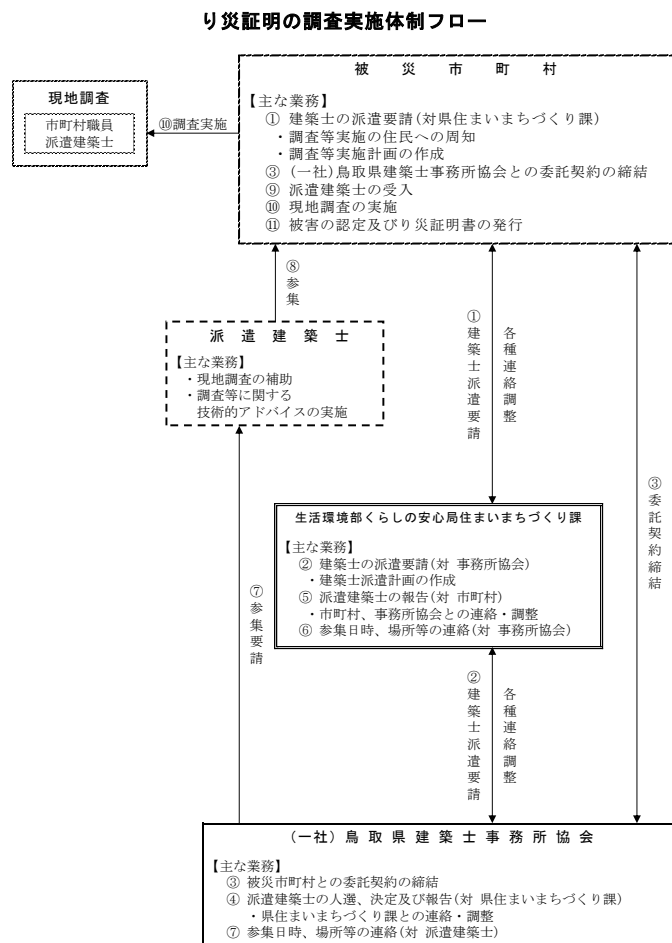 り災証明の調査実施体制フロー
被災市町村
【主な業務】
① 建築士の派遣要請(対県住まいまちづくり課)
・調査等実施の住民への周知
・調査等実施計画の作成
③ (一社)鳥取県建築士事務所協会との委託契約の締結
⑨ 派遣建築士の受入
⑩ 現地調査の実施
⑪ 被害の認定及びり災証明書の発行
現地調査
市町村職員
派遣建築士
⑩調査実施
⑧参集
派遣建築士
【主な業務】
・現地調査の補助
・調査等に関する
技術的アドバイスの実施
①建築士派遣要請
各種連絡調整
③委託契約締結
生活環境部くらしの安心局住まいまちづくり課
【主な業務】
② 建築士の派遣要請(対 事務所協会)
・建築士派遣計画の作成
⑤ 派遣建築士の報告(対 市町村)
・市町村、事務所協会との連絡・調整
⑥ 参集日時、場所等の連絡(対 事務所協会)
⑦参集要請
②建築士派遣要請
各種連絡調整
(一社)鳥取県建築士事務所協会
【主な業務】
③ 被災市町村との委託契約の締結
④ 派遣建築士の人選、決定及び報告(対 県住まいまちづくり課)
・県住まいまちづくり課との連絡・調整
⑦ 参集日時、場所等の連絡(対 派遣建築士)